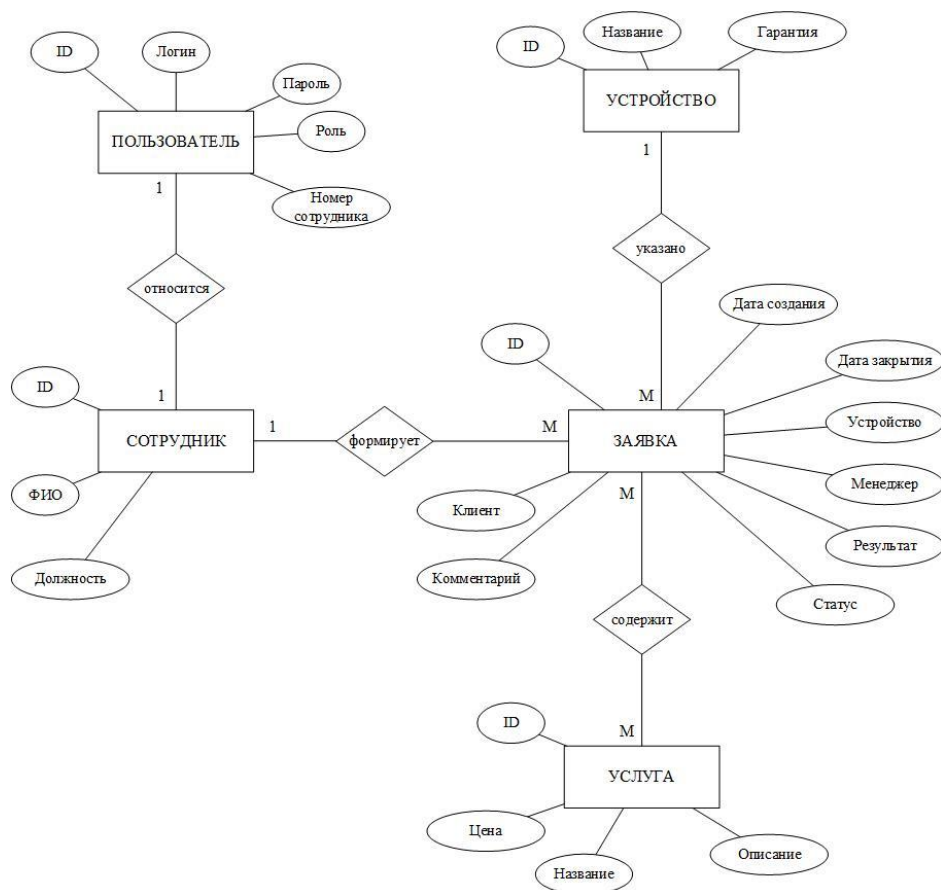 ID
Логин
Пароль
ПОЛЬЗОВАТЕЛЬ
Роль
1
Номер
сотрудника
относится
1
ID
СОТРУДНИК
ФИО
Должность
1
формирует
M
ID
Название
Гарантия
УСТРОЙСТВО
1
указано
M
ID
Дата создания
Дата закрытия
ЗАЯВКА
Устройство
Менеджер
Результат
Статус
Клиент
Комментарий
M
содержит
M
ID
УСЛУГА
Цена
Название
Описание